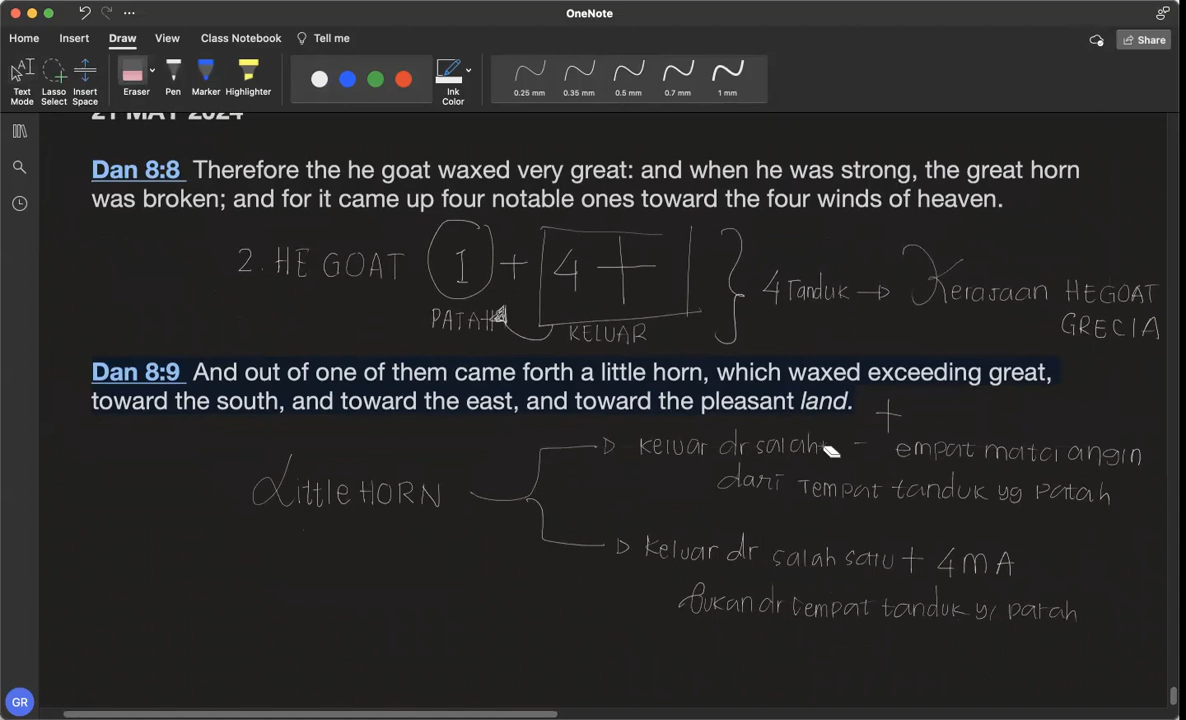 OneNote
Home Insert Draw View Class Notebook Tell me
Share
Text Mode
Lasso Select
Insert Space
Eraser
Pen
Marker
Highlighter
Ink Color
0.25 mm 0.35 mm 0.5 mm 0.7 mm 1 mm
21 MAY 2024
Dan 8:8 Therefore the he goat waxed very great: and when he was strong, the great horn
was broken; and for it came up four notable ones toward the four winds of heaven.
2. HE GOAT 1 + 4 + } 4 Tanduk → Kerajaan HE GOAT
PATAH KELUAR GRECIA
Dan 8:9 And out of one of them came forth a little horn, which waxed exceeding great,
toward the south, and toward the east, and toward the pleasant land.
+
keluar dr salah empat mata angin
dari Tempat tanduk yg patah
Little HORN
keluar dr salah satu + 4 m A
Bukan dr tempat tanduk yg patah
GR